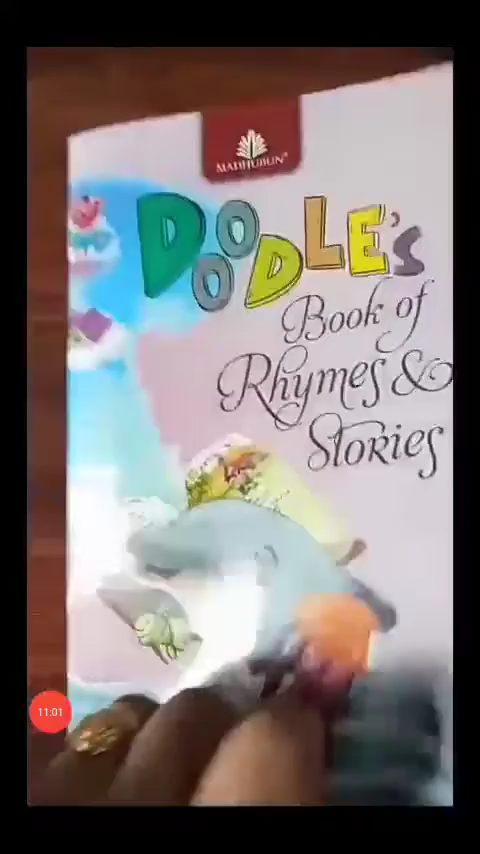 MADHUBUN®
DOODLE's
Book of
Rhymes &
Stories
11:01